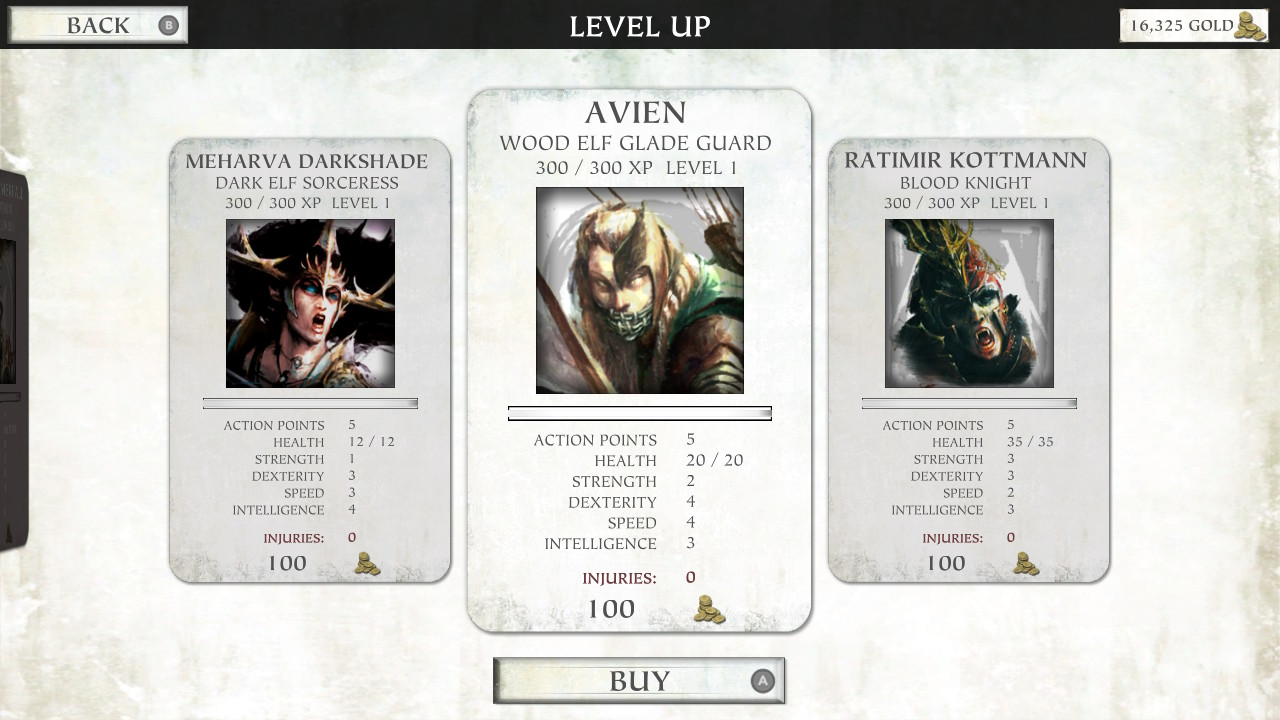 BACK B
LEVEL UP
16,325 GOLD
MEHARVA DARKSHADE
DARK ELF SORCERESS
300 / 300 XP LEVEL 1
ACTION POINTS 5
HEALTH 12 / 12
STRENGTH 1
DEXTERITY 3
SPEED 3
INTELLIGENCE 4
INJURIES: 0
100
AVIEN
WOOD ELF GLADE GUARD
300 / 300 XP LEVEL 1
ACTION POINTS 5
HEALTH 20 / 20
STRENGTH 2
DEXTERITY 4
SPEED 4
INTELLIGENCE 3
INJURIES: 0
100
RATIMIR KOTTMANN
BLOOD KNIGHT
300 / 300 XP LEVEL 1
ACTION POINTS 5
HEALTH 35 / 35
STRENGTH 3
DEXTERITY 3
SPEED 2
INTELLIGENCE 3
INJURIES: 0
100
BUY A